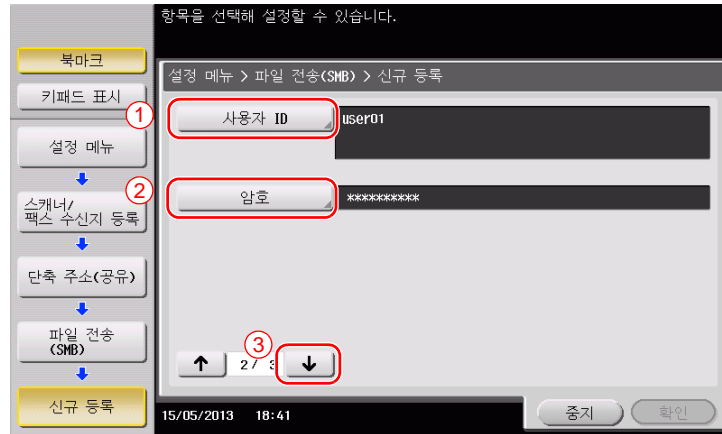 항목을 선택해 설정할 수 있습니다.
북마크
키패드 표시
설정 메뉴
스캐너/
팩스 수신지 등록
단축 주소(공유)
파일 전송
(SMB)
신규 등록
설정 메뉴 > 파일 전송(SMB) > 신규 등록
1
사용자 ID
user01
2
암호
**********
3
↑ 2/ 3 ↓
15/05/2013 18:41
중지
확인